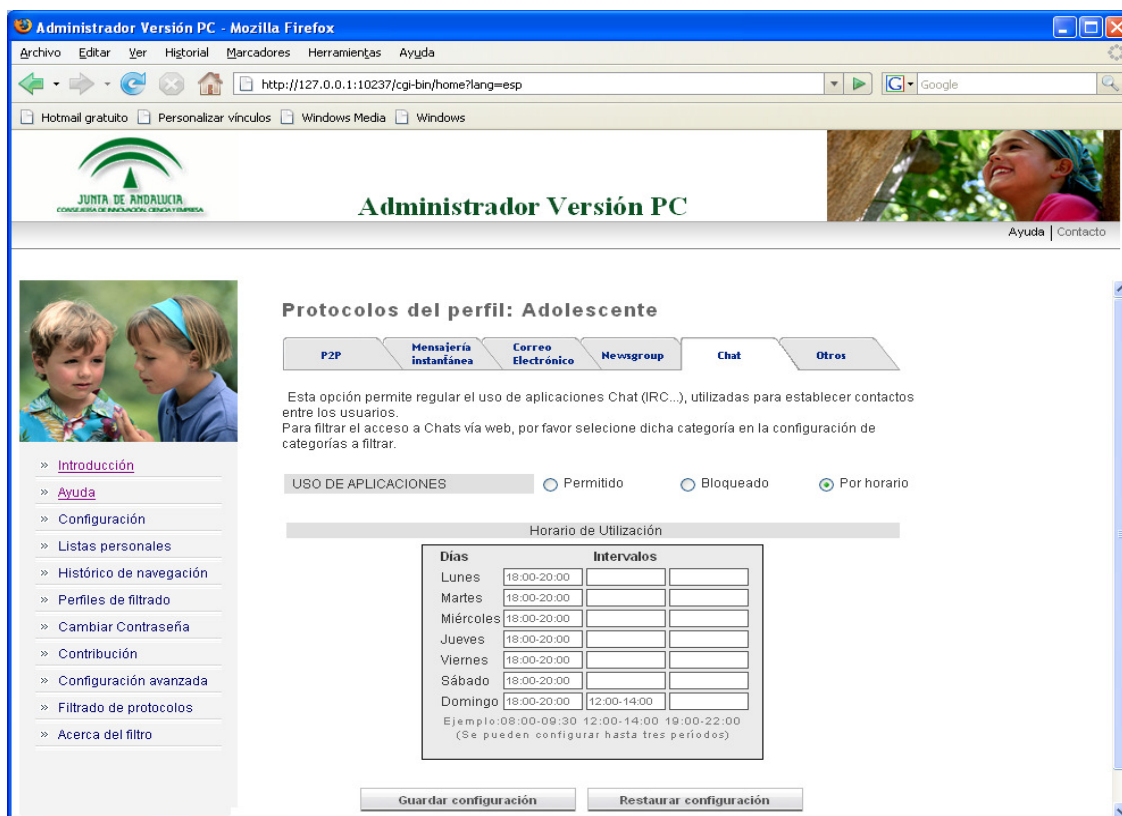 Administrador Versión PC - Mozilla Firefox
Archivo Editar Ver Historial Marcadores Herramientas Ayuda
http://127.0.0.1:10237/cgi-bin/home?lang=esp
G Google
Hotmail gratuito Personalizar vínculos Windows Media Windows
JUNTA DE ANDALUCIA
CONSEJERÍA DE INNOVACIÓN, CIENCIA Y EMPRESA
Administrador Versión PC
Ayuda | Contacto
Protocolos del perfil: Adolescente
P2P
Mensajería instantánea
Correo Electrónico
Newsgroup
Chat
Otros
Esta opción permite regular el uso de aplicaciones Chat (IRC...), utilizadas para establecer contactos
entre los usuarios.
Para filtrar el acceso a Chats vía web, por favor selecione dicha categoría en la configuración de
categorías a filtrar.
» Introducción
» Ayuda
» Configuración
» Listas personales
» Histórico de navegación
» Perfiles de filtrado
» Cambiar Contraseña
» Contribución
» Configuración avanzada
» Filtrado de protocolos
» Acerca del filtro
USO DE APLICACIONES Permitido Bloqueado Por horario
Horario de Utilización
Días Intervalos
Lunes 18:00-20:00
Martes 18:00-20:00
Miércoles 18:00-20:00
Jueves 18:00-20:00
Viernes 18:00-20:00
Sábado 18:00-20:00
Domingo 18:00-20:00 12:00-14:00
Ejemplo:08:00-09:30 12:00-14:00 19:00-22:00
(Se pueden configurar hasta tres períodos)
Guardar configuración Restaurar configuración